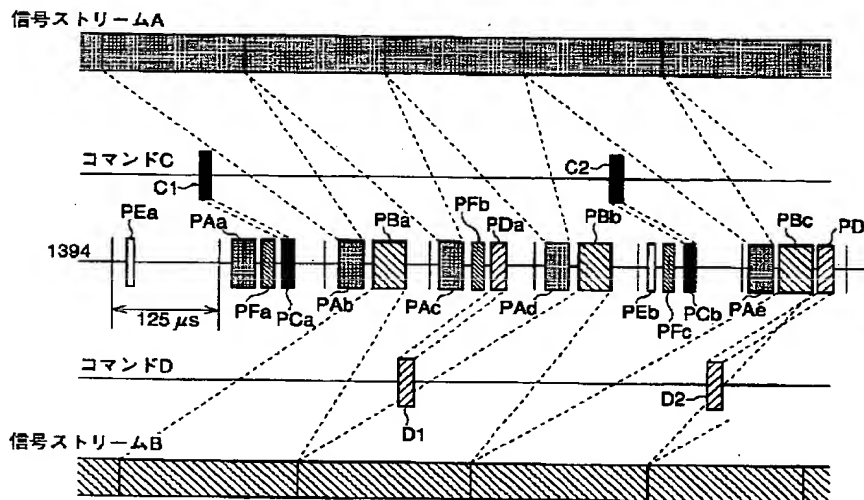 信号ストリームA
コマンドC
C1
C2
PEa
PAa
PBa
PFb
PDa
PBb
PBc
PD
1394
PFa
PCa
PAb
PAc
PAd
PEb
PFc
PCb
PAe
125 μs
コマンドD
D1
D2
信号ストリームB